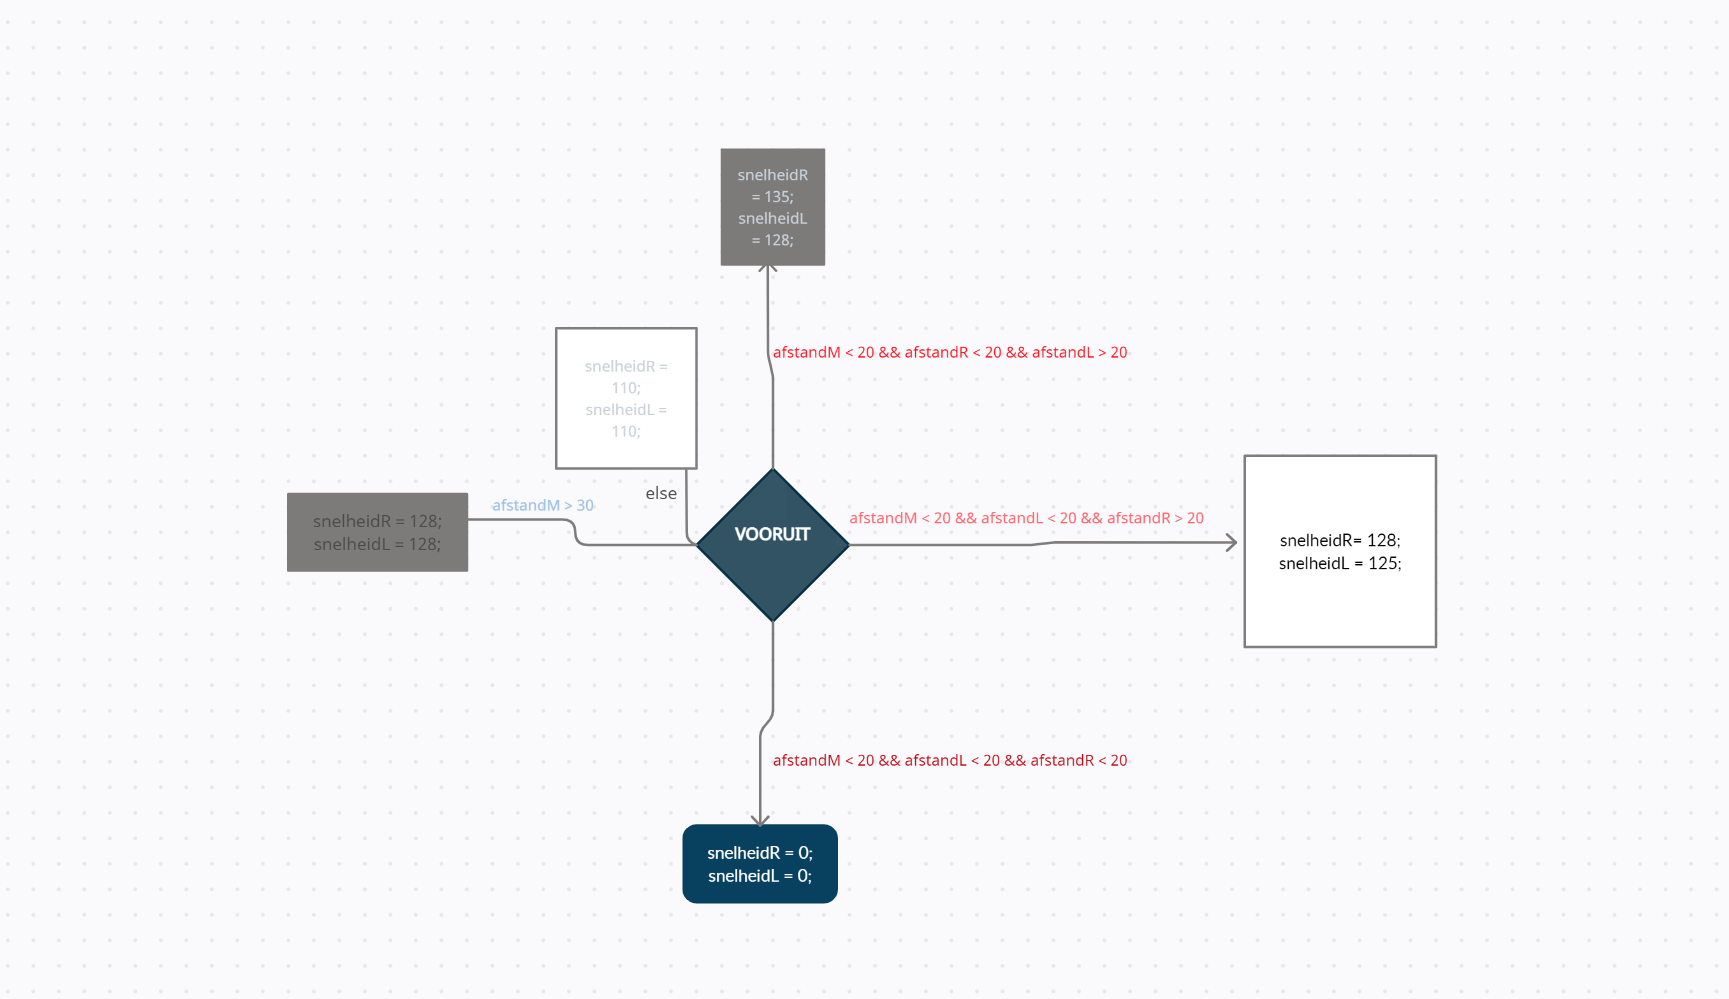 snelheidR
= 135;
snelheidL
= 128;
afstandM < 20 && afstandR < 20 && afstandL > 20
snelheidR =
110;
snelheidL =
110;
else
afstandM > 30
snelheidR = 128;
snelheidL = 128;
VOORUIT
afstandM < 20 && afstandL < 20 && afstandR > 20
snelheidR= 128;
snelheidL = 125;
afstandM < 20 && afstandL < 20 && afstandR < 20
snelheidR = 0;
snelheidL = 0;